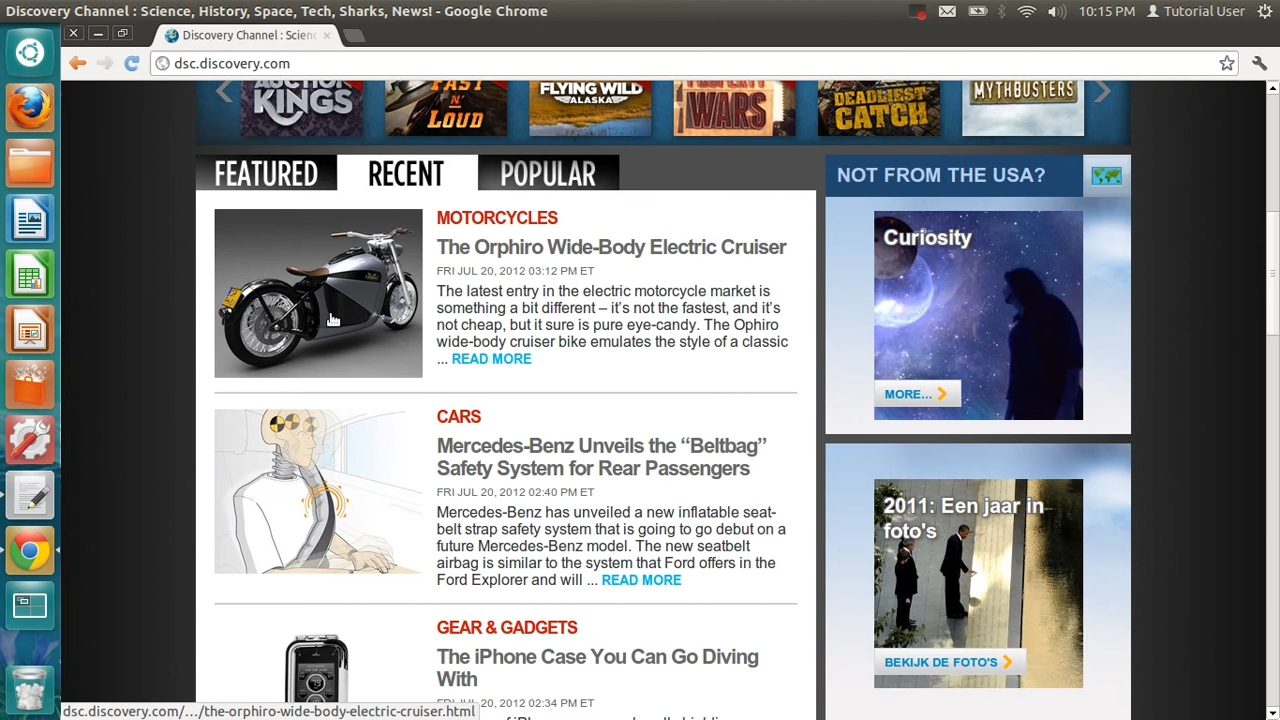 Discovery Channel : Science, History, Space, Tech, Sharks, News! - Google Chrome
10:15 PM
Tutorial User
Discovery Channel : Scienc
dsc.discovery.com
AUCTION KINGS
FAST N' LOUD
FLYING WILD ALASKA
PROPERTY WARS
DEADLIEST CATCH
MYTHBUSTERS
FEATURED
RECENT
POPULAR
MOTORCYCLES
The Orphiro Wide-Body Electric Cruiser
FRI JUL 20, 2012 03:12 PM ET
The latest entry in the electric motorcycle market is
something a bit different – it's not the fastest, and it's
not cheap, but it sure is pure eye-candy. The Ophiro
wide-body cruiser bike emulates the style of a classic
... READ MORE
CARS
Mercedes-Benz Unveils the “Beltbag”
Safety System for Rear Passengers
FRI JUL 20, 2012 02:40 PM ET
Mercedes-Benz has unveiled a new inflatable seat-
belt strap safety system that is going to go debut on a
future Mercedes-Benz model. The new seatbelt
airbag is similar to the system that Ford offers in the
Ford Explorer and will ... READ MORE
GEAR & GADGETS
The iPhone Case You Can Go Diving
With
FRI JUL 20, 2012 02:34 PM ET
NOT FROM THE USA?
Curiosity
MORE...
2011: Een jaar in
foto's
BEKIJK DE FOTO'S
dsc.discovery.com/.../the-orphiro-wide-body-electric-cruiser.html